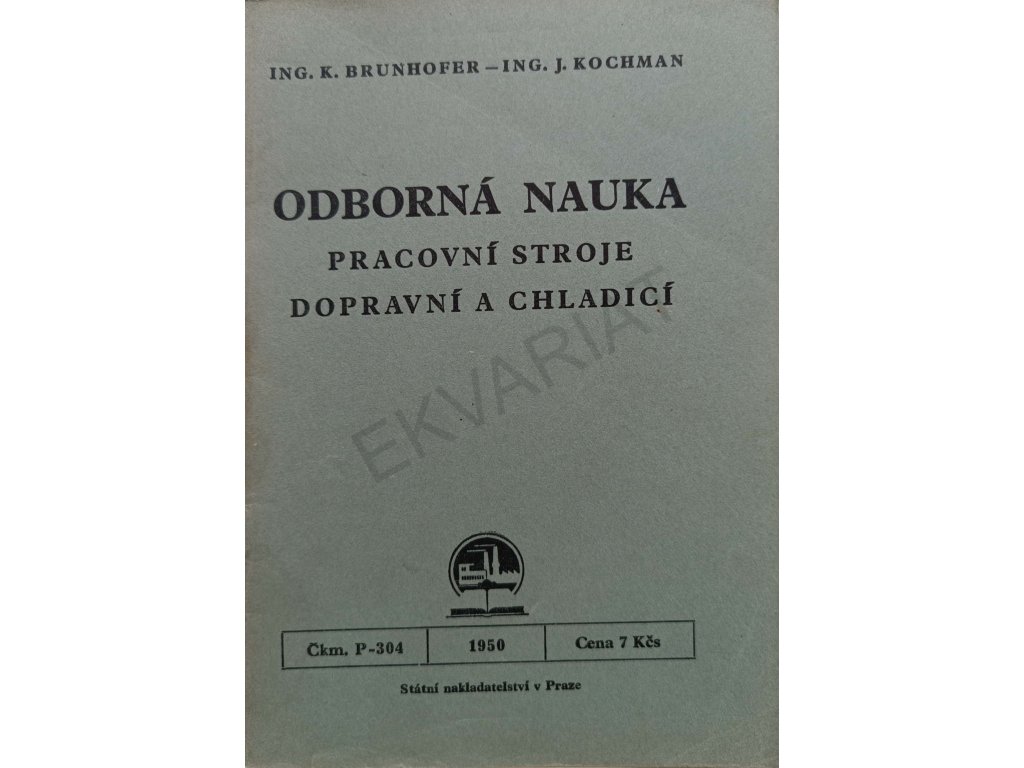 ING. K. BRUNHOFER – ING. J. KOCHMAN
ODBORNÁ NAUKA
PRACOVNÍ STROJE
DOPRAVNÍ A CHLADICÍ
EKVARIAT
Čkm. P-304 1950 Cena 7 Kčs
Státní nakladatelství v Praze